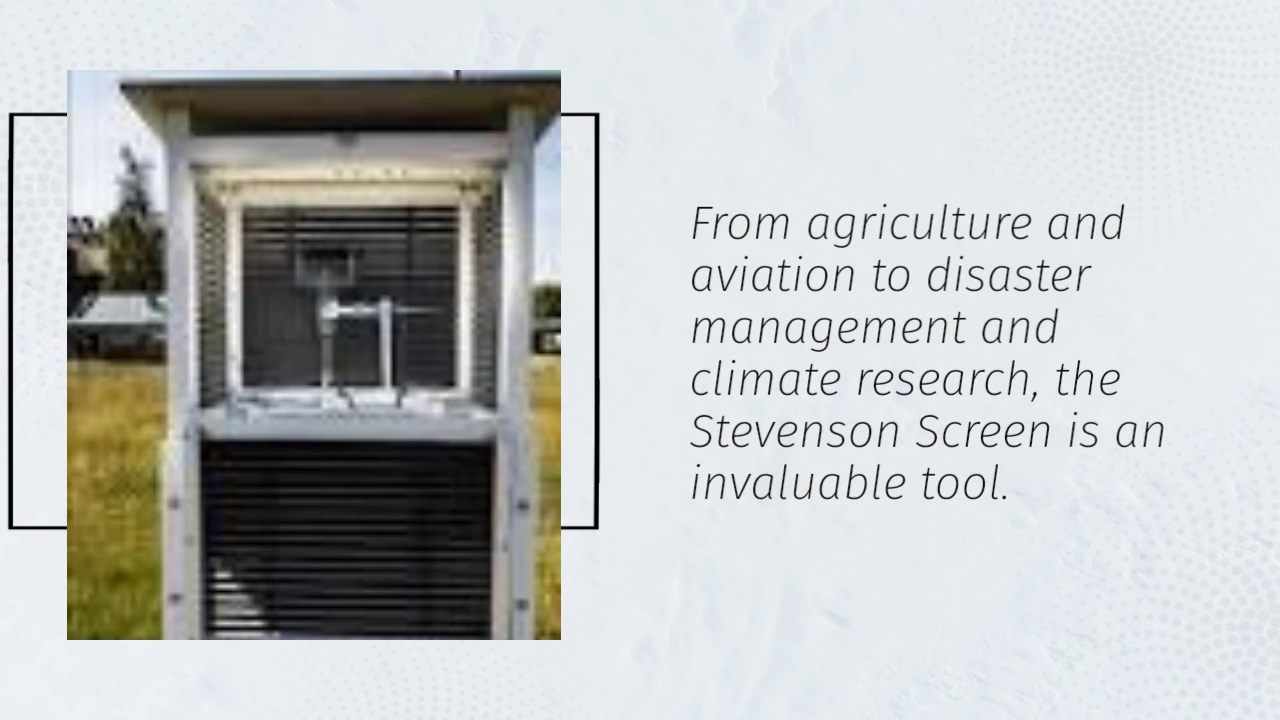 From agriculture and
aviation to disaster
management and
climate research, the
Stevenson Screen is an
invaluable tool.